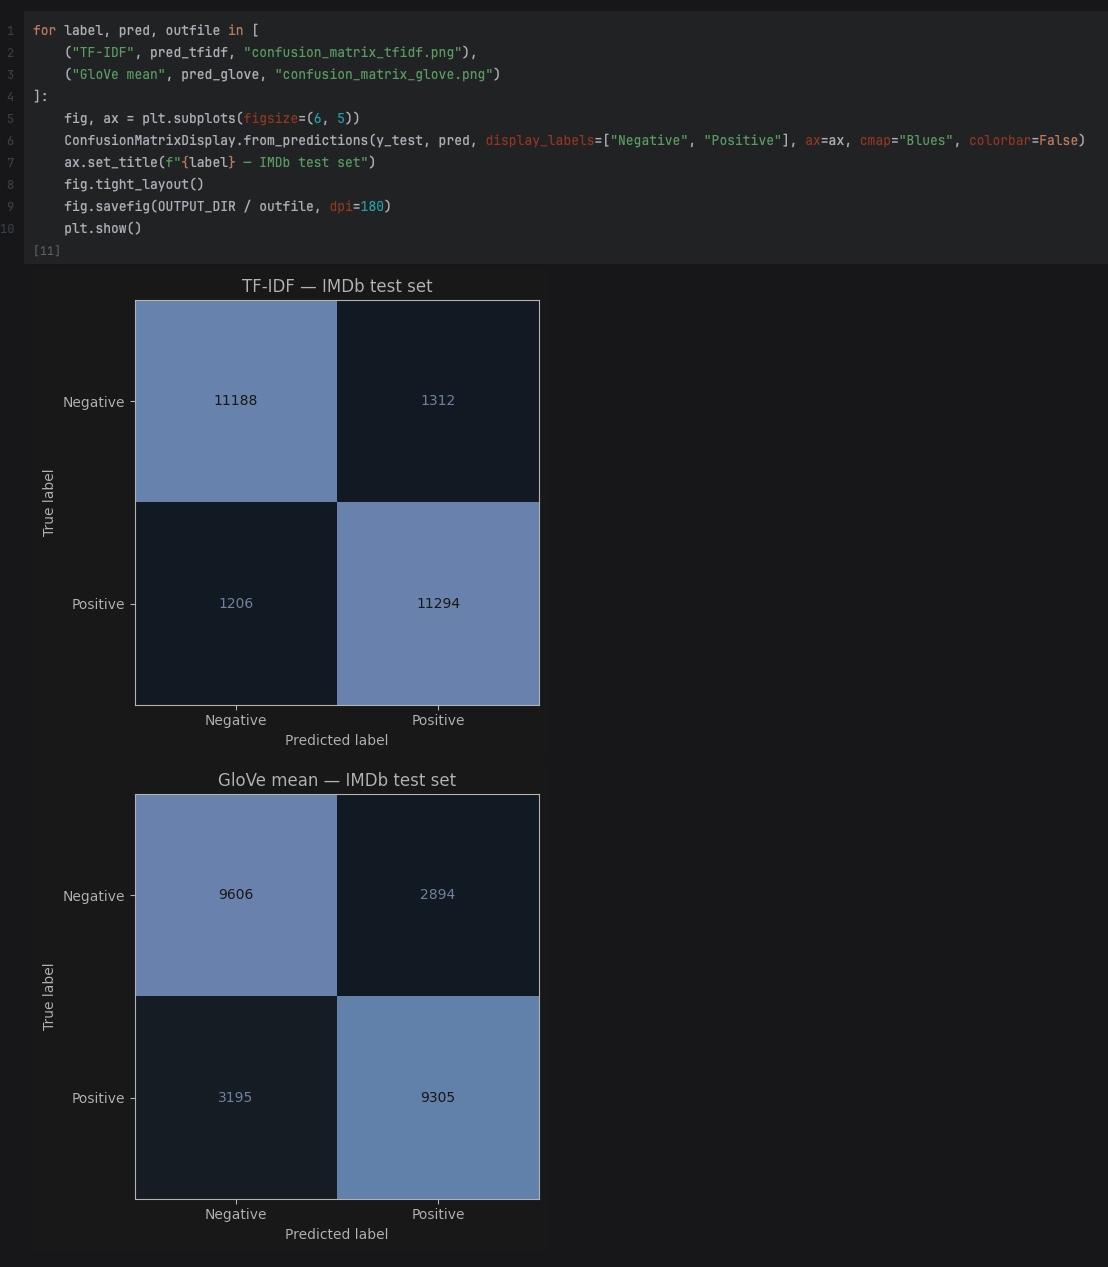 1 for label, pred, outfile in [
2     ("TF-IDF", pred_tfidf, "confusion_matrix_tfidf.png"),
3     ("GloVe mean", pred_glove, "confusion_matrix_glove.png")
4 ]:
5     fig, ax = plt.subplots(figsize=(6, 5))
6     ConfusionMatrixDisplay.from_predictions(y_test, pred, display_labels=["Negative", "Positive"], ax=ax, cmap="Blues", colorbar=False)
7     ax.set_title(f"{label} — IMDb test set")
8     fig.tight_layout()
9     fig.savefig(OUTPUT_DIR / outfile, dpi=180)
10     plt.show()
[11]
TF-IDF — IMDb test set
Negative 11188 1312
True label
Positive 1206 11294
Negative Positive
Predicted label
GloVe mean — IMDb test set
Negative 9606 2894
True label
Positive 3195 9305
Negative Positive
Predicted label